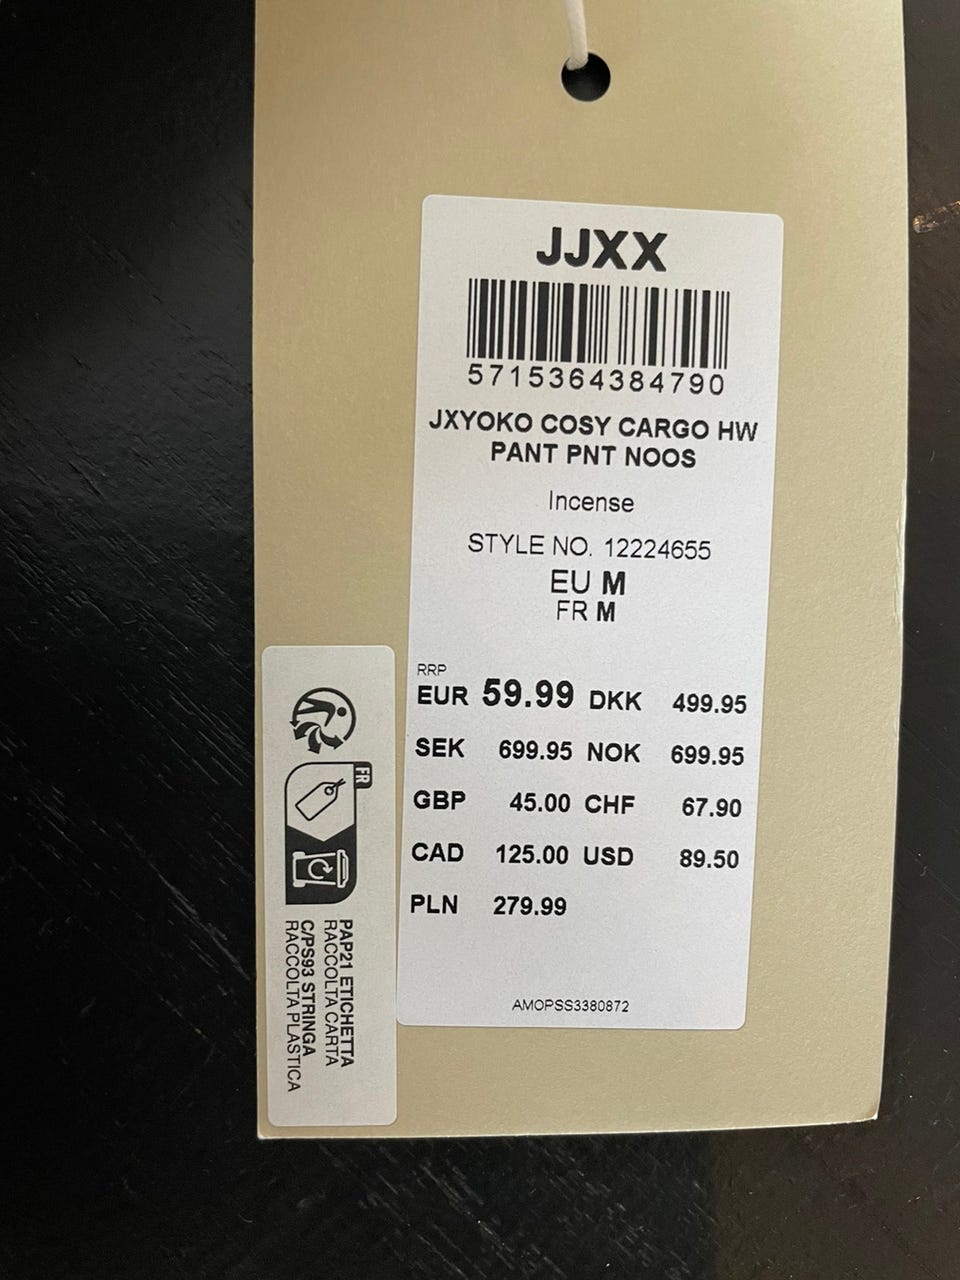 JJXX
5715364384790
JXYOKO COSY CARGO HW
PANT PNT NOOS
Incense
STYLE NO. 12224655
EU M
FR M
RRP
EUR 59.99 DKK 499.95
SEK 699.95 NOK 699.95
GBP 45.00 CHF 67.90
CAD 125.00 USD 89.50
PLN 279.99
AMOPSS3380872
FR
PAP21 ETICHETTA
RACCOLTA CARTA
C/PS93 STRINGA
RACCOLTA PLASTICA